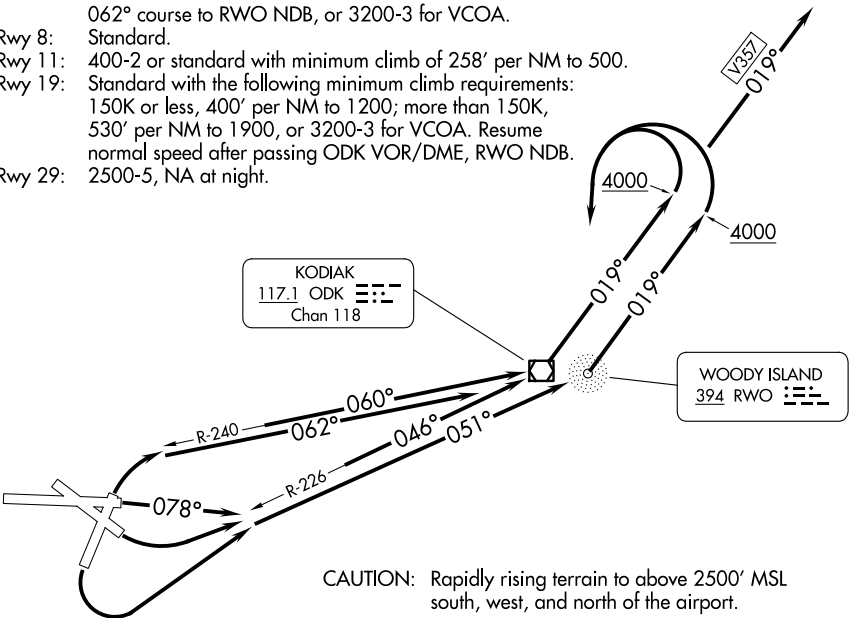 062° course to RWO NDB, or 3200-3 for VCOA.
Rwy 8: Standard.
Rwy 11: 400-2 or standard with minimum climb of 258' per NM to 500.
Rwy 19: Standard with the following minimum climb requirements:
150K or less, 400' per NM to 1200; more than 150K,
530' per NM to 1900, or 3200-3 for VCOA. Resume
normal speed after passing ODK VOR/DME, RWO NDB.
Rwy 29: 2500-5, NA at night.
V357
019°
4000
4000
019°
019°
KODIAK
117.1 ODK
Chan 118
WOODY ISLAND
394 RWO
R-240
060°
062°
046°
051°
R-226
078°
CAUTION: Rapidly rising terrain to above 2500' MSL
south, west, and north of the airport.